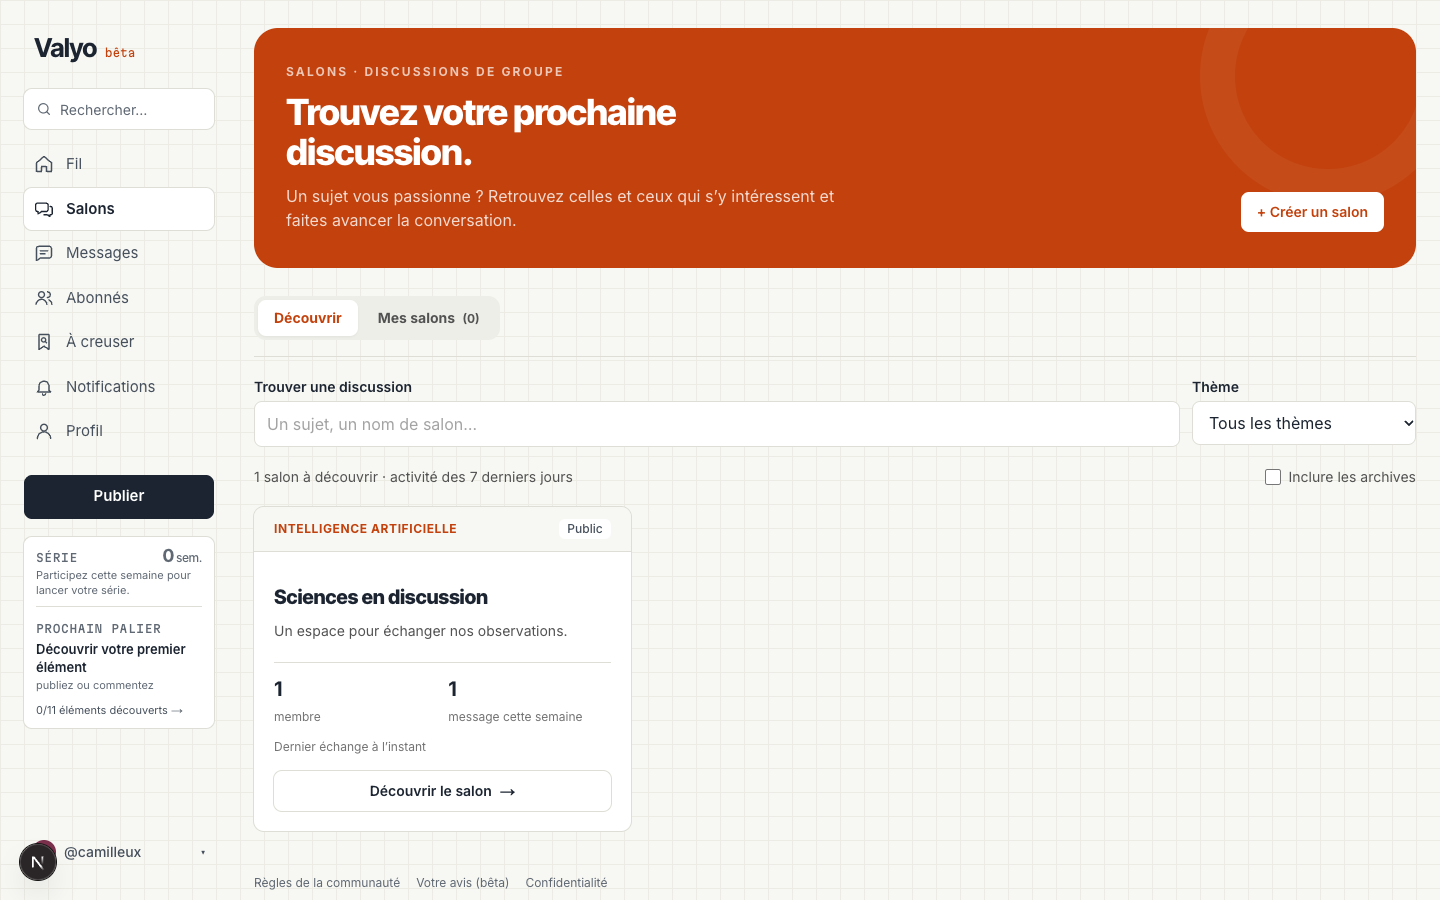 Valyo bêta
Rechercher...
Fil
Salons
Messages
Abonnés
À creuser
Notifications
Profil
Publier
SÉRIE 0 sem.
Participez cette semaine pour
lancer votre série.
PROCHAIN PALIER
Découvrir votre premier
élément
publiez ou commentez
0/11 éléments découverts →
N @camilleux
SALONS · DISCUSSIONS DE GROUPE
Trouvez votre prochaine
discussion.
Un sujet vous passionne ? Retrouvez celles et ceux qui s’y intéressent et
faites avancer la conversation.
+ Créer un salon
Découvrir Mes salons (0)
Trouver une discussion Thème
Un sujet, un nom de salon... Tous les thèmes
1 salon à découvrir · activité des 7 derniers jours Inclure les archives
INTELLIGENCE ARTIFICIELLE Public
Sciences en discussion
Un espace pour échanger nos observations.
1 1
membre message cette semaine
Dernier échange à l’instant
Découvrir le salon →
Règles de la communauté Votre avis (bêta) Confidentialité